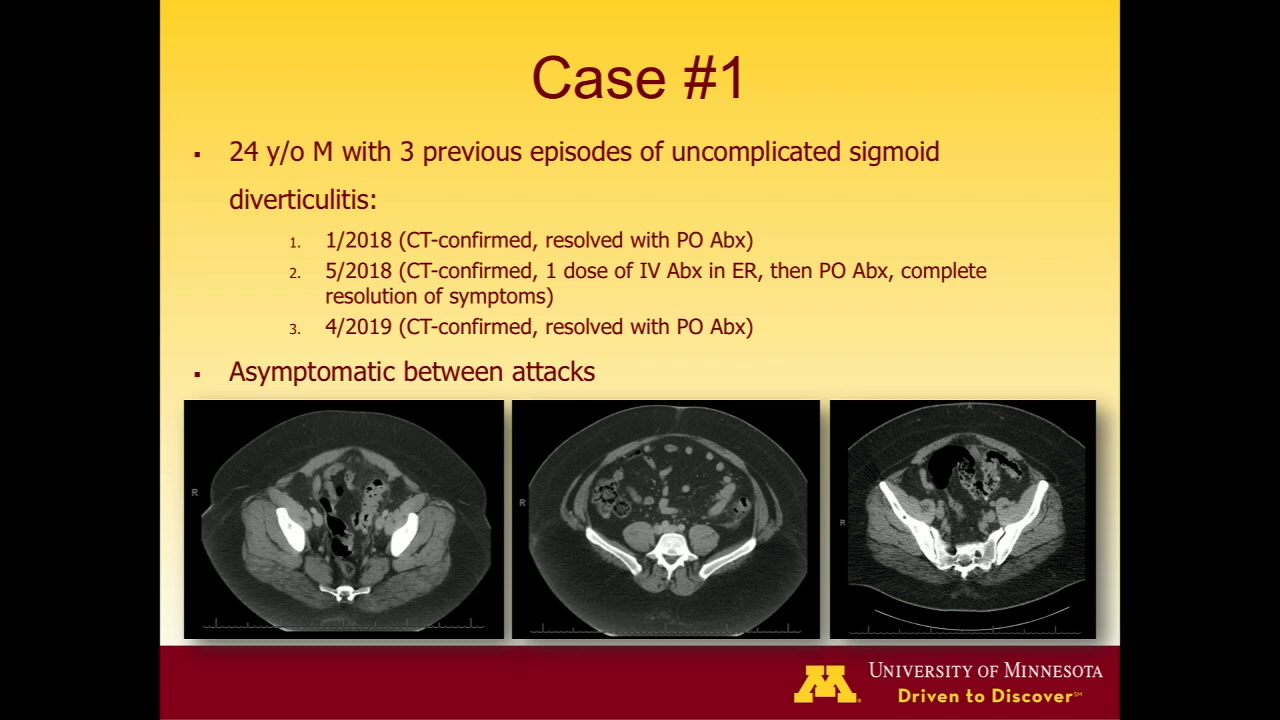 Case #1
▪ 24 y/o M with 3 previous episodes of uncomplicated sigmoid
diverticulitis:
1. 1/2018 (CT-confirmed, resolved with PO Abx)
2. 5/2018 (CT-confirmed, 1 dose of IV Abx in ER, then PO Abx, complete
resolution of symptoms)
3. 4/2019 (CT-confirmed, resolved with PO Abx)
▪ Asymptomatic between attacks
A
R
R
R
M
UNIVERSITY OF MINNESOTA
Driven to Discover℠